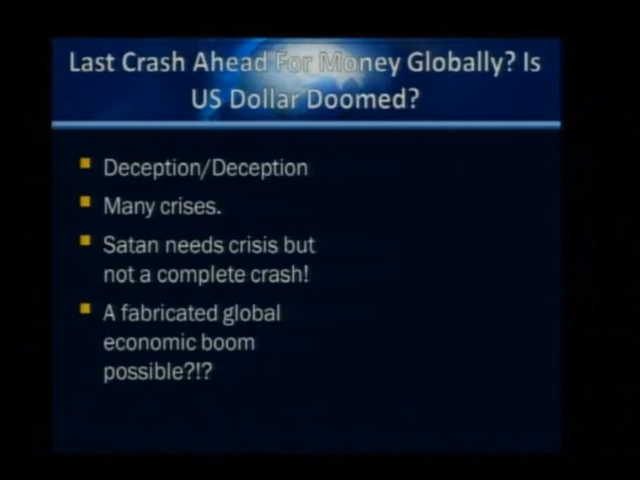 Last Crash Ahead For Money Globally? Is
US Dollar Doomed?
Deception/Deception
Many crises.
Satan needs crisis but
not a complete crash!
A fabricated global
economic boom
possible?!?